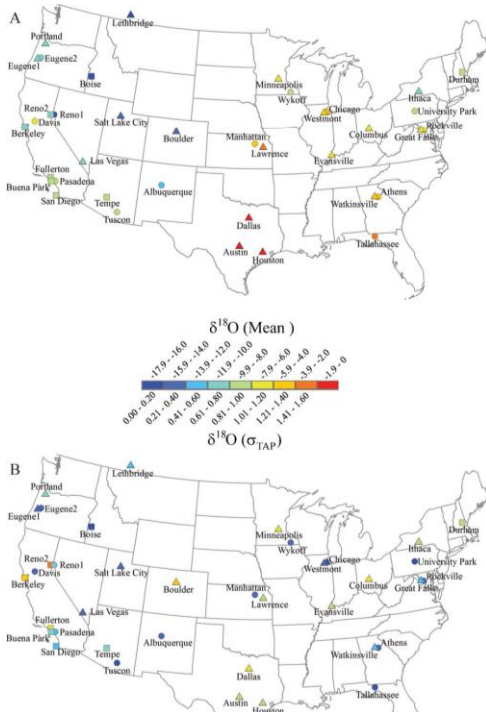 A
Lethbridge
Portland
Eugene2
Eugene1
Boise
Minneapolis
Wykoff
Ithaca
Durham
Reno2
Reno1
Davis
Berkeley
Salt Lake City
Boulder
Manhattan
Lawrence
Chicago
Westmont
Columbus
University Park
Rockville
Great Falls
Evansville
Las Vegas
Fullerton
Pasadena
Buena Park
San Diego
Tempe
Tuscon
Albuquerque
Athens
Watkinsville
Dallas
Austin
Houston
Tallahassee
δ¹⁸O (Mean )
-17.9 - -16.0
-15.9 - -14.0
-13.9 - -12.0
-11.9 - -10.0
-9.9 - -8.0
-7.9 - -6.0
-5.9 - -4.0
-3.9 - -2.0
-1.9 - 0
0.00 - 0.20
0.21 - 0.40
0.41 - 0.60
0.61 - 0.80
0.81 - 1.00
1.01 - 1.20
1.21 - 1.40
1.41 - 1.60
δ¹⁸O (σTAP)
B
Lethbridge
Portland
Eugene2
Eugene1
Boise
Minneapolis
Wykoff
Ithaca
Durham
Reno2
Reno1
Davis
Berkeley
Salt Lake City
Boulder
Manhattan
Lawrence
Chicago
Westmont
Columbus
University Park
Rockville
Great Falls
Evansville
Las Vegas
Fullerton
Pasadena
Buena Park
San Diego
Tempe
Tuscon
Albuquerque
Athens
Watkinsville
Dallas
Austin
Houston
Tallahassee